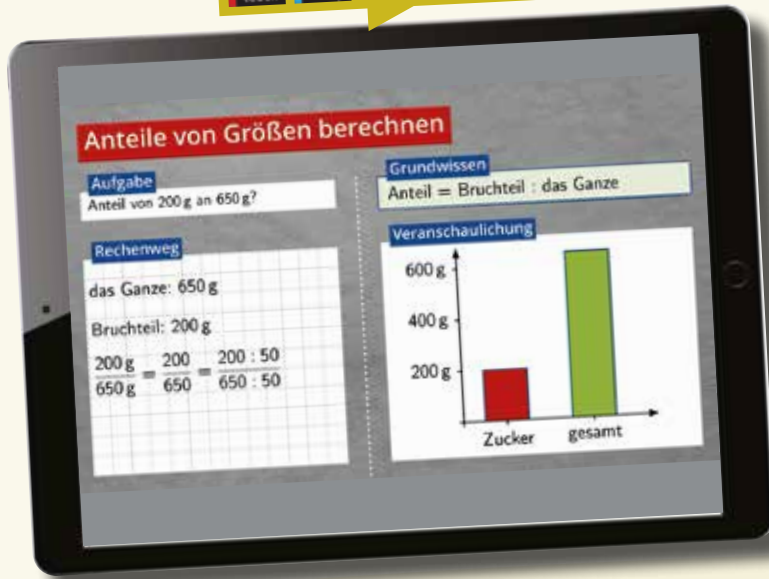 Anteile von Größen berechnen
Aufgabe
Anteil von 200 g an 650 g?
Rechenweg
das Ganze: 650 g
Bruchteil: 200 g
200 g / 650 g = 200 / 650 = 200 : 50 / 650 : 50
Grundwissen
Anteil = Bruchteil : das Ganze
Veranschaulichung
600 g
400 g
200 g
Zucker gesamt